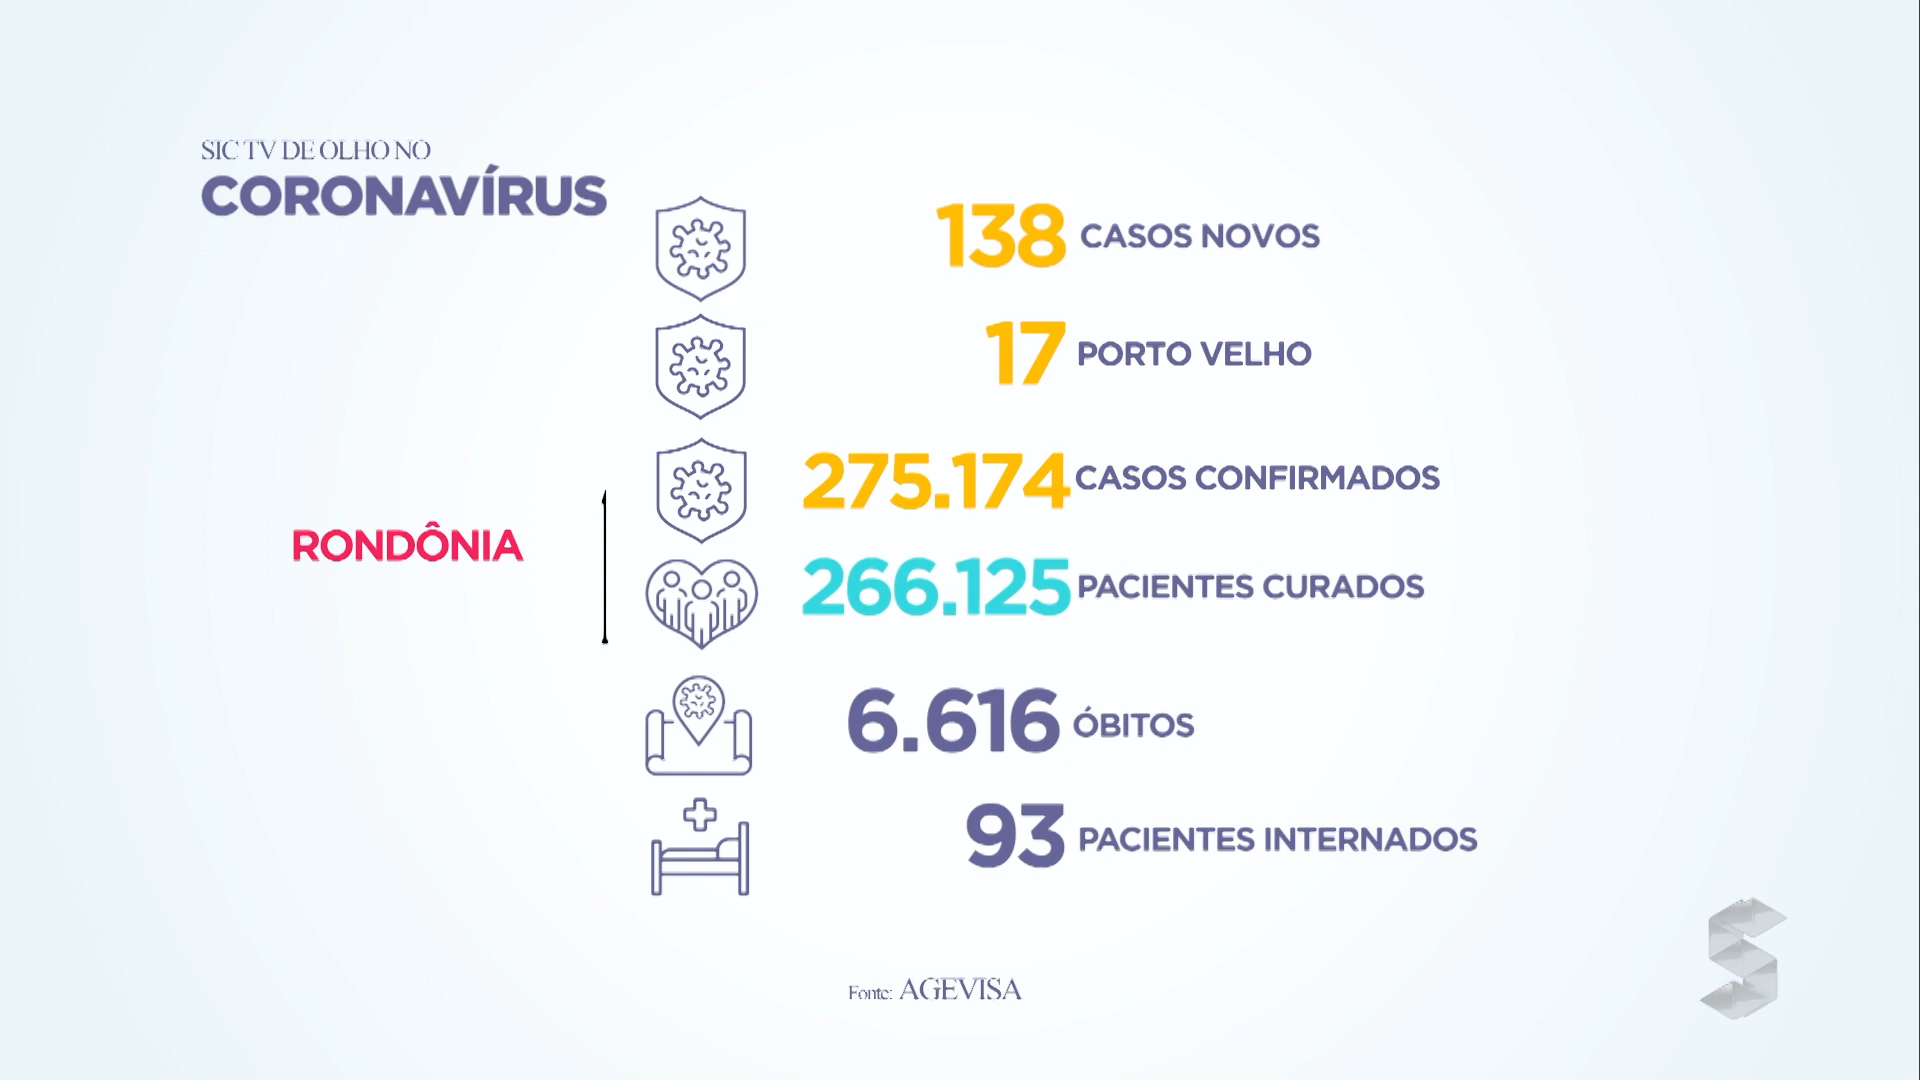 SIC TV DE OLHO NO
CORONAVÍRUS
138 CASOS NOVOS
17 PORTO VELHO
275.174 CASOS CONFIRMADOS
RONDÔNIA
266.125 PACIENTES CURADOS
6.616 ÓBITOS
93 PACIENTES INTERNADOS
Fonte: AGEVISA